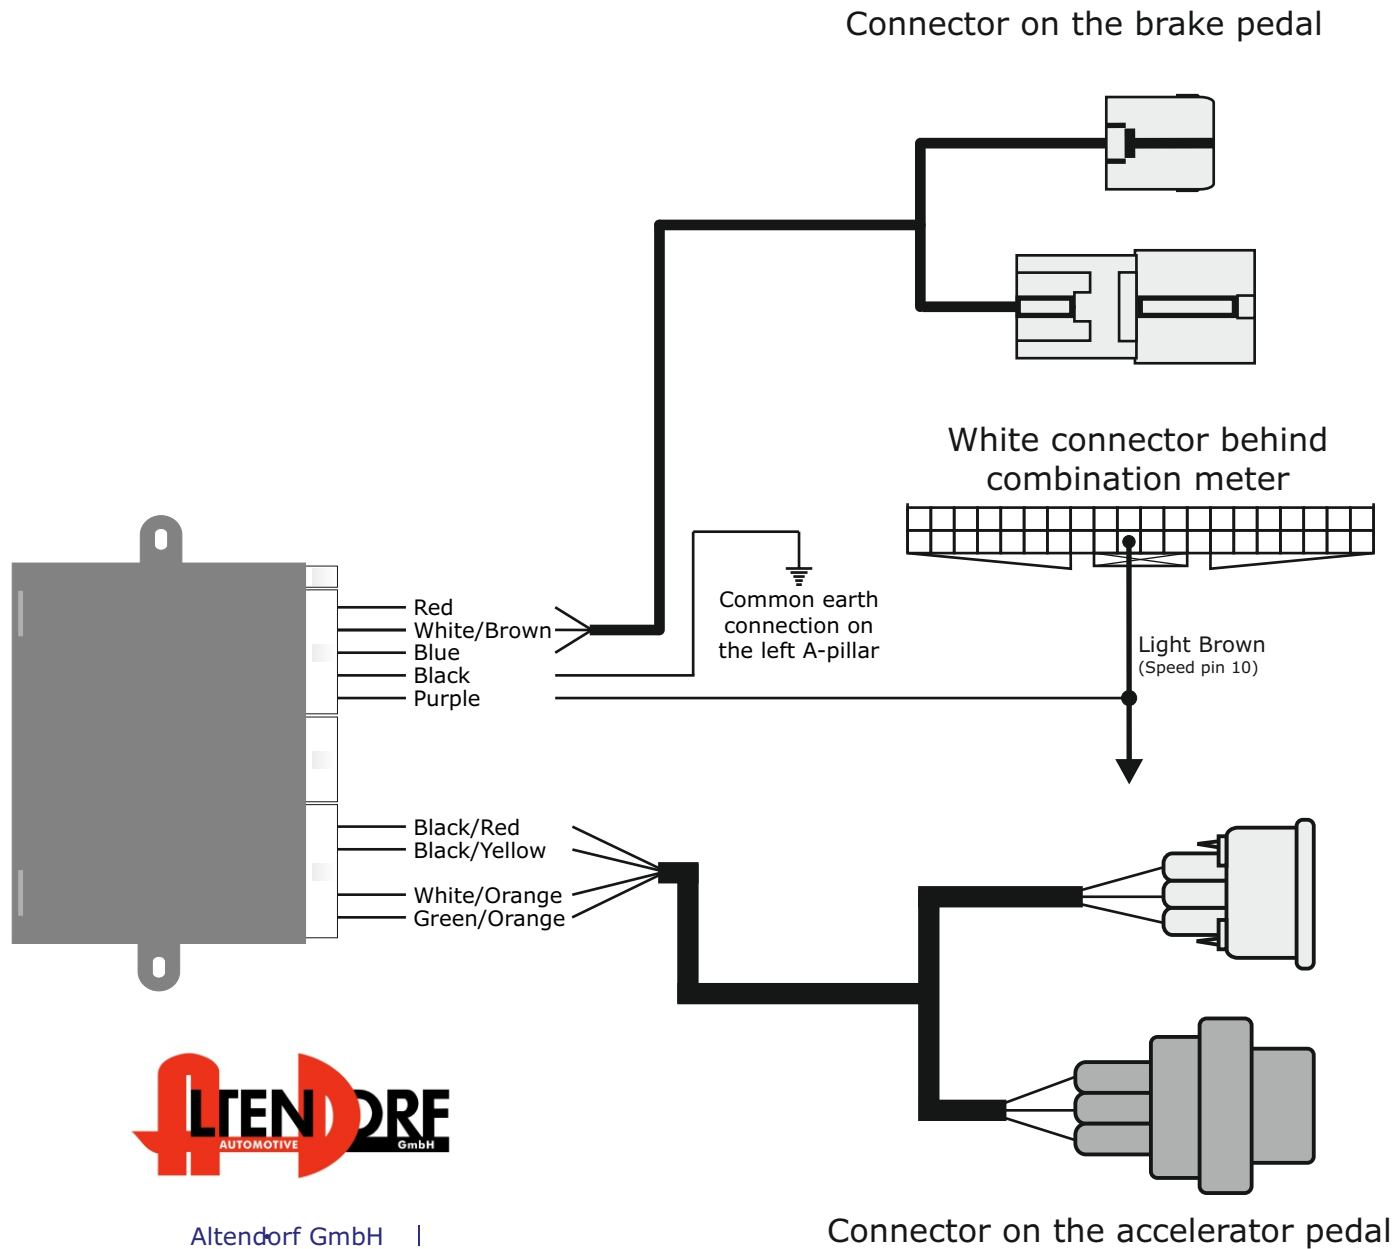 Connector on the brake pedal
White connector behind
combination meter
Red
White/Brown
Blue
Black
Purple
Common earth
connection on
the left A-pillar
Light Brown
(Speed pin 10)
Black/Red
Black/Yellow
White/Orange
Green/Orange
ALTENDORF
AUTOMOTIVE
GmbH
Altendorf GmbH |
Connector on the accelerator pedal